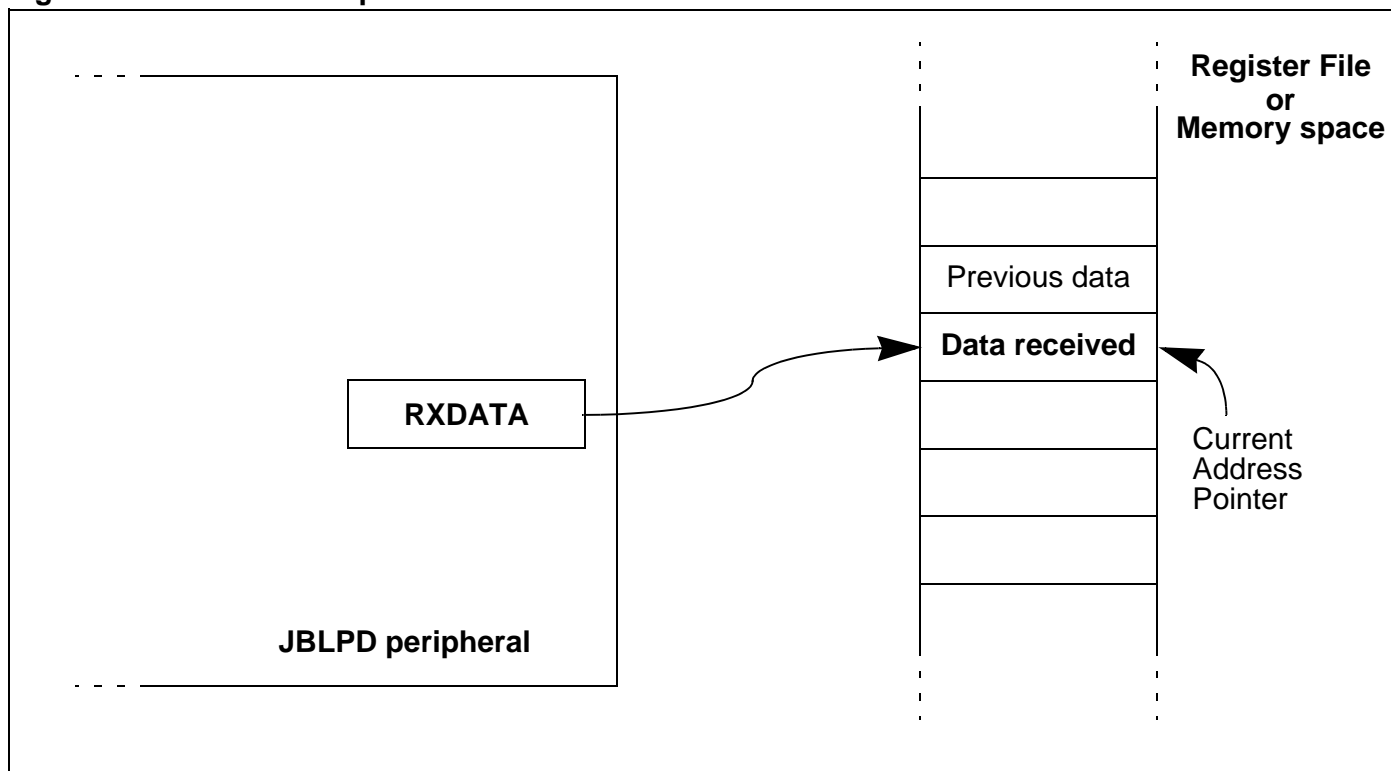 Register File
or
Memory space
Previous data
Data received
RXDATA
Current
Address
Pointer
JBLPD peripheral